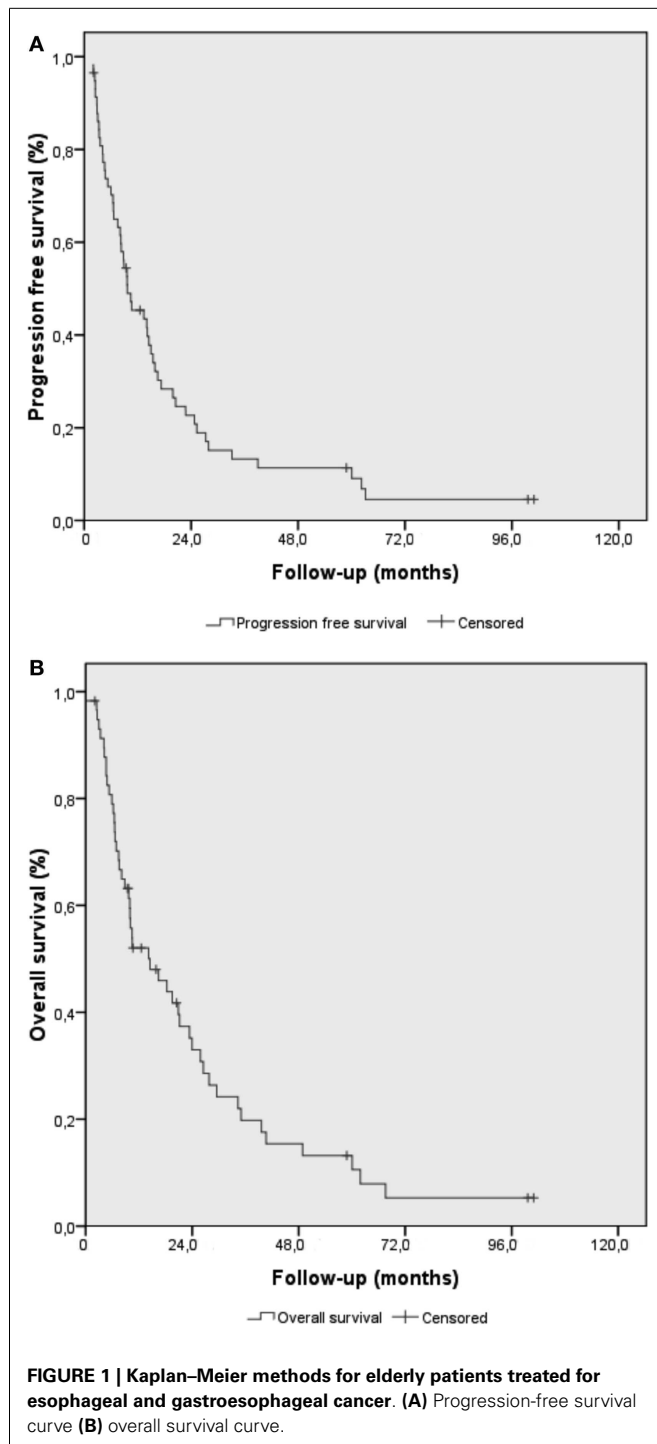 A
1,0
0,8
0,6
0,4
0,2
0,0
Progression free survival (%)
0 24,0 48,0 72,0 96,0 120,0
Follow-up (months)
Progression free survival Censored
B
1,0
0,8
0,6
0,4
0,2
0,0
Overall survival (%)
0 24,0 48,0 72,0 96,0 120,0
Follow-up (months)
Overall survival Censored
FIGURE 1 | Kaplan–Meier methods for elderly patients treated for
esophageal and gastroesophageal cancer. (A) Progression-free survival
curve (B) overall survival curve.